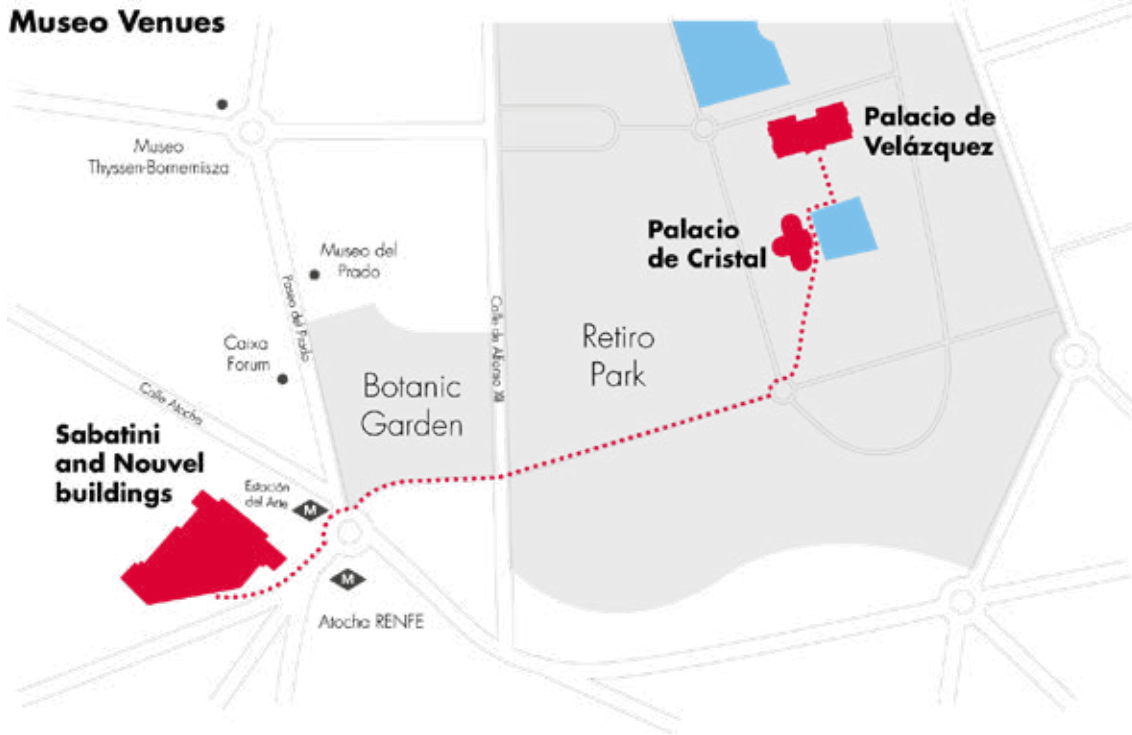 Museo Venues
Palacio de
Velázquez
Museo
Thyssen-Bornemisza
Palacio
de Cristal
Museo del
Prado
Paseo del Prado
Calle de Alfonso XII
Retiro
Park
Caixa
Forum
Botanic
Garden
Calle Atocha
Sabatini
and Nouvel
buildings
Estación
del Arte
M
M
Atocha RENFE